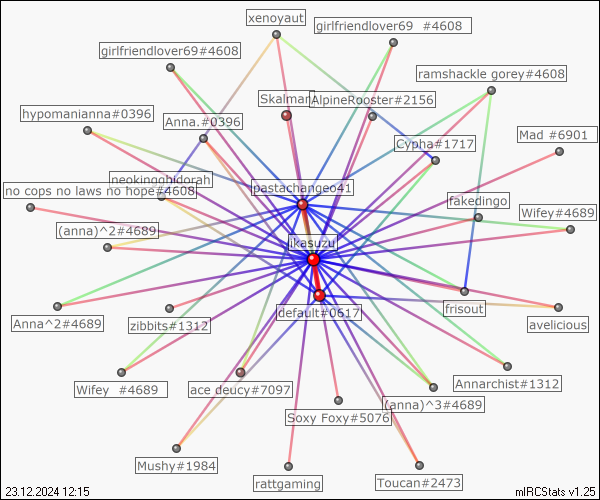 xenoyaut
girlfriendlover69  #4608
girlfriendlover69#4608
ramshackle gorey#4608
Skalman
AlpineRooster#2156
hypomanianna#0396
Anna.#0396
Mad #6901
Cypha#1717
neokingghidorah
pastachangeo41
no cops no laws no hope#4608
fakedingo
Wifey#4689
(anna)^2#4689
ikasuzu
frisout
default#0617
Anna^2#4689
zibbits#1312
avelicious
Wifey  #4689
ace deucy#7097
Annarchist#1312
(anna)^3#4689
Soxy Foxy#5076
Mushy#1984
rattgaming
Toucan#2473
23.12.2024 12:15
mIRCStats v1.25